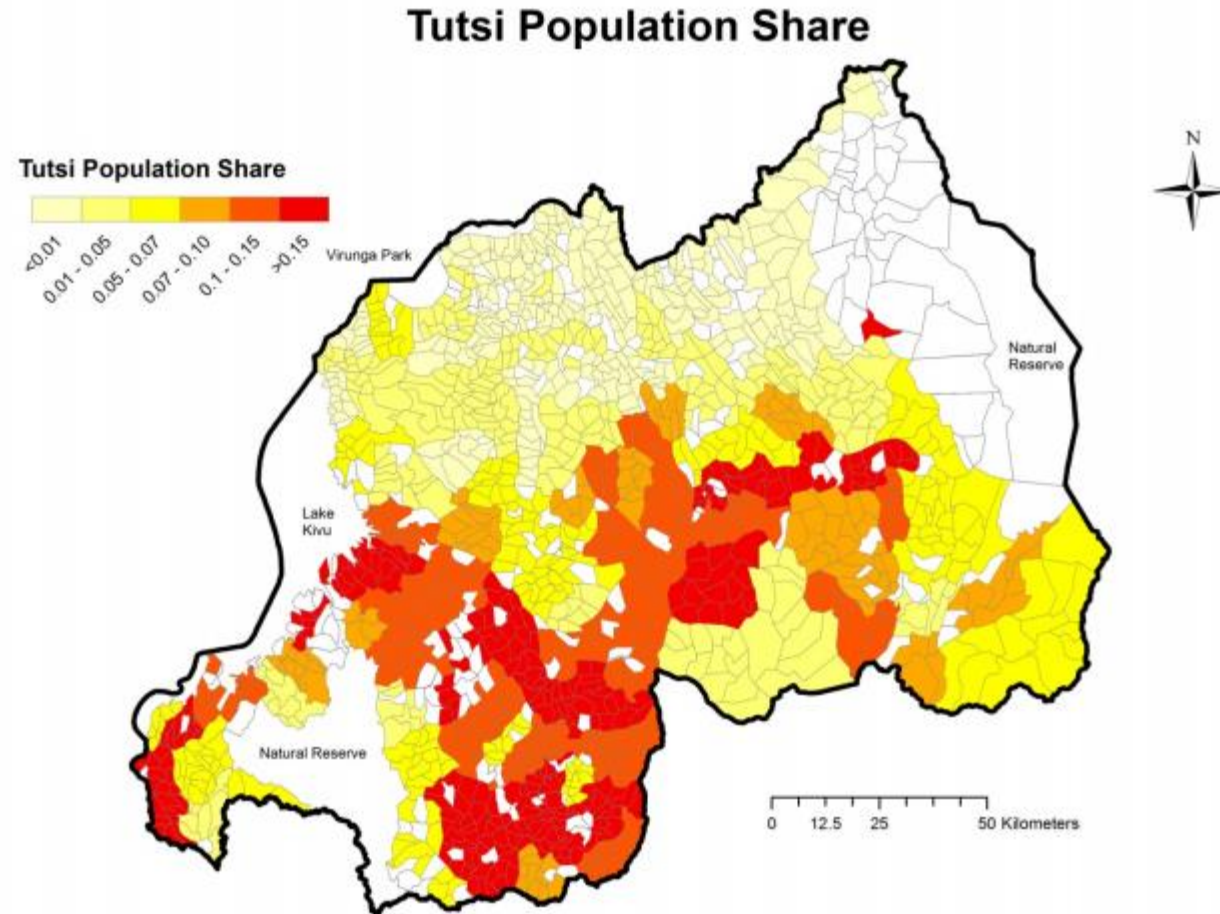 Tutsi Population Share
Tutsi Population Share
<0.01
0.01 - 0.05
0.05 - 0.07
0.07 - 0.10
0.1 - 0.15
>0.15
N
Virunga Park
Natural
Reserve
Lake
Kivu
Natural Reserve
0 12.5 25 50 Kilometers